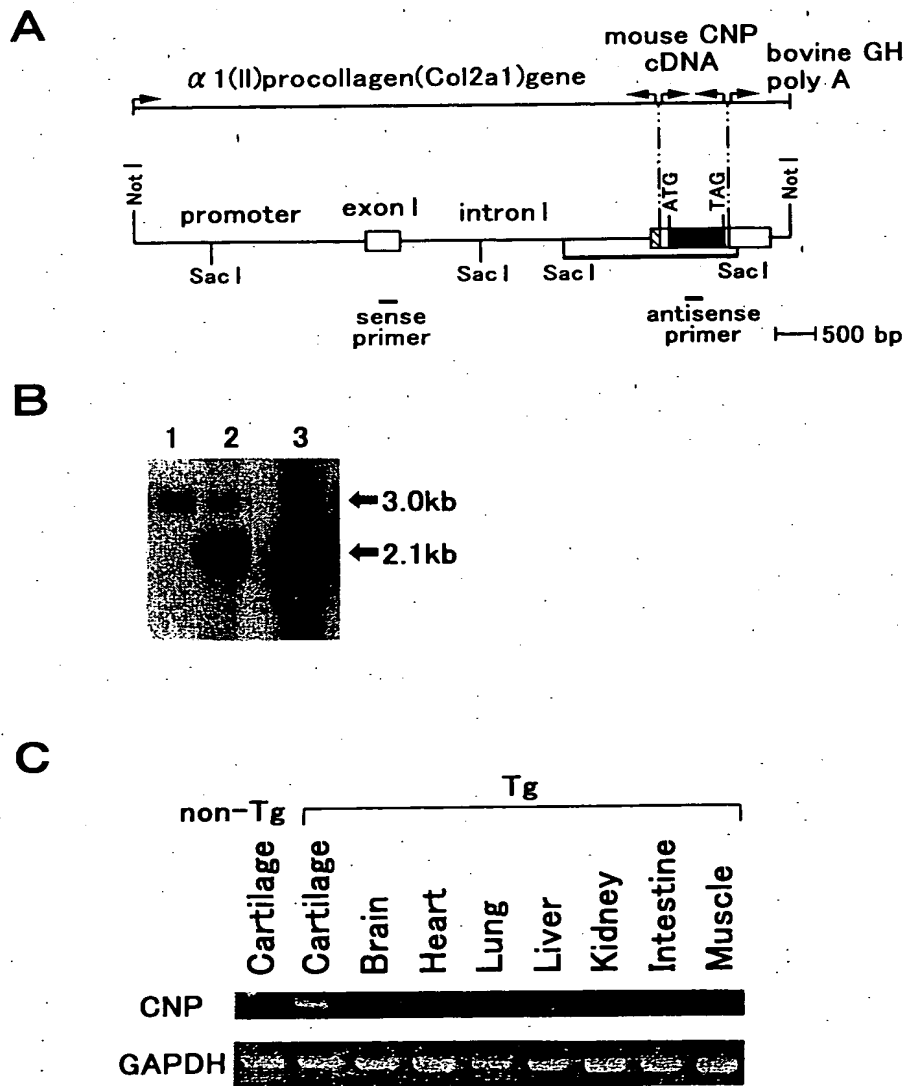 A
α1(II)procollagen(Col2a1)gene
mouse CNP
cDNA
bovine GH
poly A
Not I
promoter
exon I
intron I
ATG
TAG
Not I
Sac I
Sac I
Sac I
Sac I
sense
primer
antisense
primer
500 bp
B
1 2 3
3.0kb
2.1kb
C
Tg
non-Tg
Cartilage
Cartilage
Brain
Heart
Lung
Liver
Kidney
Intestine
Muscle
CNP
GAPDH